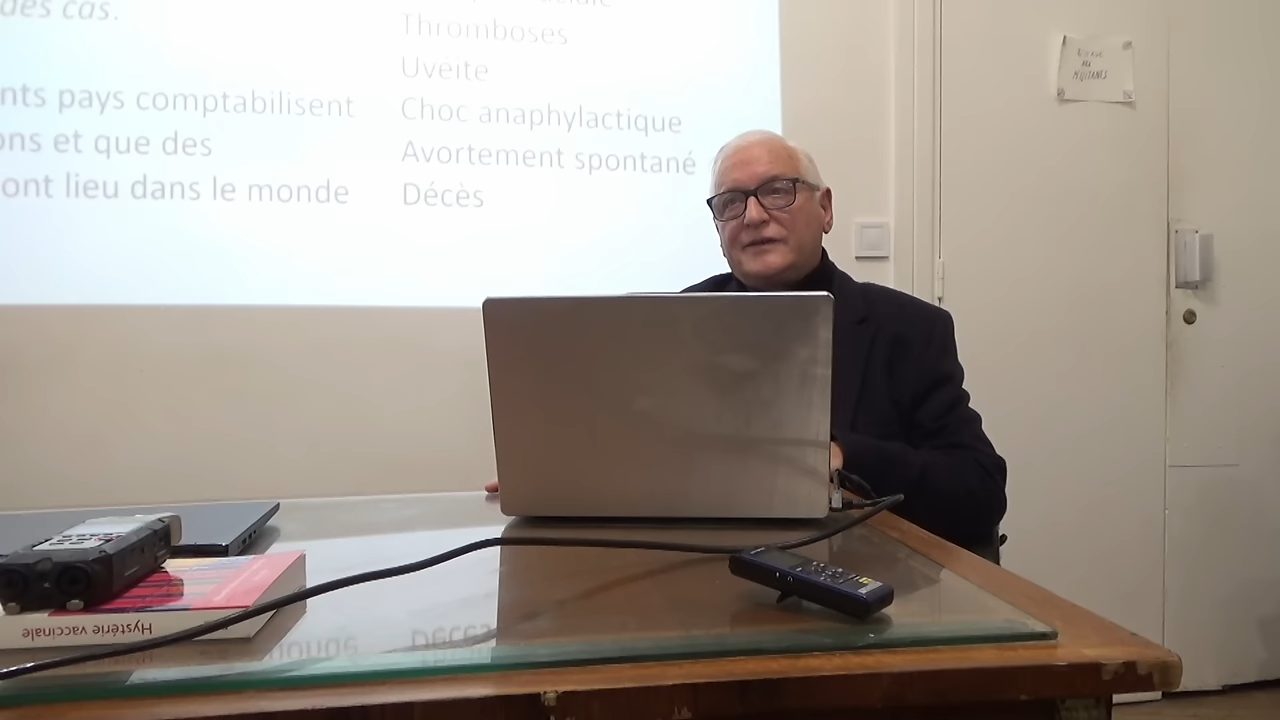 des cas.
nts pays comptabilisent
ons et que des
ont lieu dans le monde
Thromboses
Uvéite
Choc anaphylactique
Avortement spontané
Décès
Hystérie vaccinale